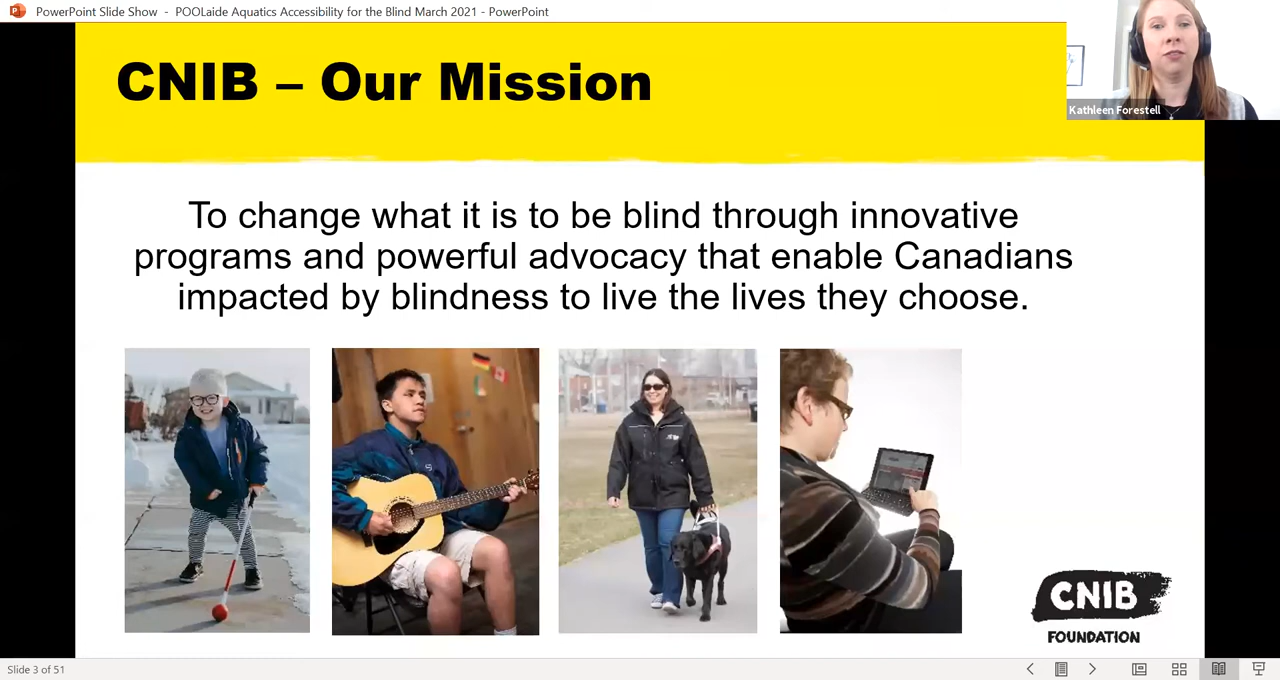 PowerPoint Slide Show - POOLaide Aquatics Accessibility for the Blind March 2021 - PowerPoint
Kathleen Forestell
CNIB – Our Mission
To change what it is to be blind through innovative
programs and powerful advocacy that enable Canadians
impacted by blindness to live the lives they choose.
CNIB
FOUNDATION
Slide 3 of 51